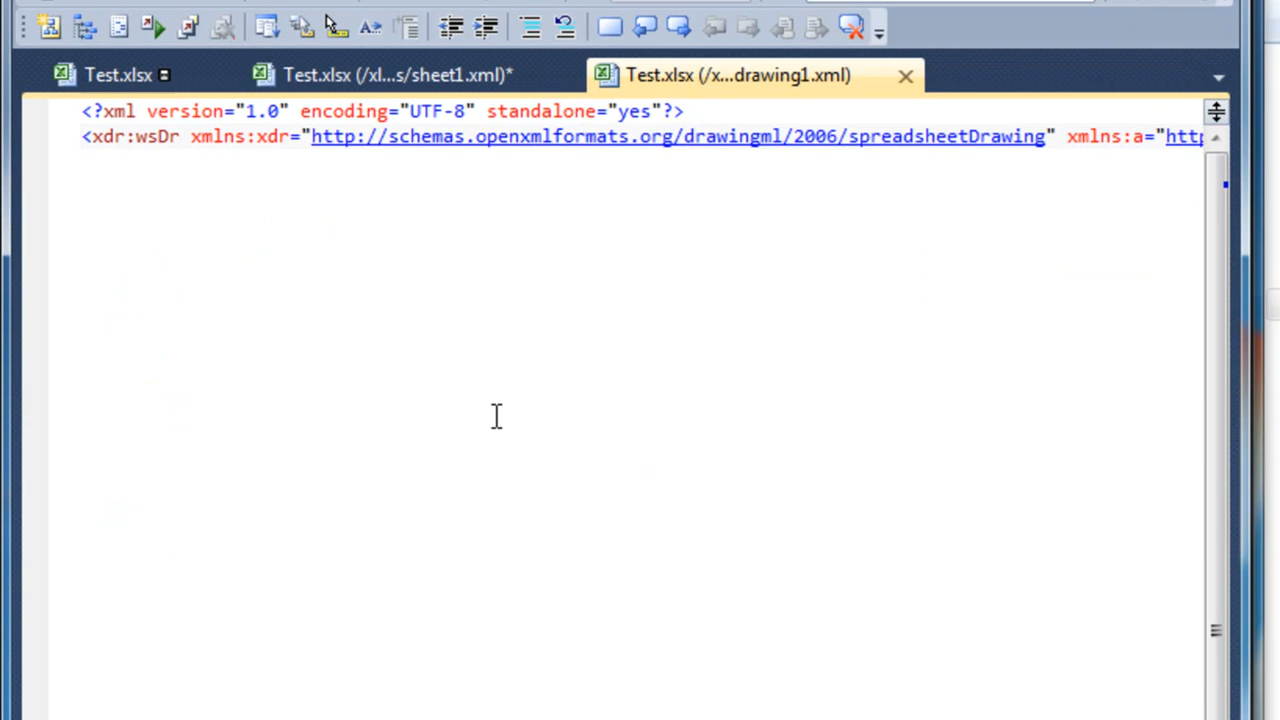 Test.xlsx
Test.xlsx (/xl...s/sheet1.xml)*
Test.xlsx (/x...drawing1.xml)
<?xml version="1.0" encoding="UTF-8" standalone="yes"?>
<xdr:wsDr xmlns:xdr="http://schemas.openxmlformats.org/drawingml/2006/spreadsheetDrawing" xmlns:a="http